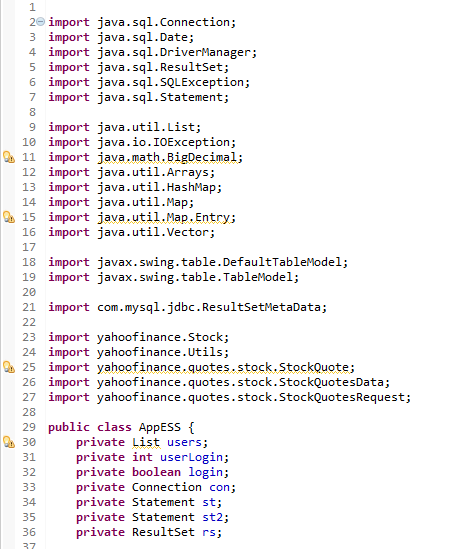 1
2 import java.sql.Connection;
3 import java.sql.Date;
4 import java.sql.DriverManager;
5 import java.sql.ResultSet;
6 import java.sql.SQLException;
7 import java.sql.Statement;
8
9 import java.util.List;
10 import java.io.IOException;
11 import java.math.BigDecimal;
12 import java.util.Arrays;
13 import java.util.HashMap;
14 import java.util.Map;
15 import java.util.Map.Entry;
16 import java.util.Vector;
17
18 import javax.swing.table.DefaultTableModel;
19 import javax.swing.table.TableModel;
20
21 import com.mysql.jdbc.ResultSetMetaData;
22
23 import yahoofinance.Stock;
24 import yahoofinance.Utils;
25 import yahoofinance.quotes.stock.StockQuote;
26 import yahoofinance.quotes.stock.StockQuotesData;
27 import yahoofinance.quotes.stock.StockQuotesRequest;
28
29 public class AppESS {
30 private List users;
31 private int userLogin;
32 private boolean login;
33 private Connection con;
34 private Statement st;
35 private Statement st2;
36 private ResultSet rs;
37